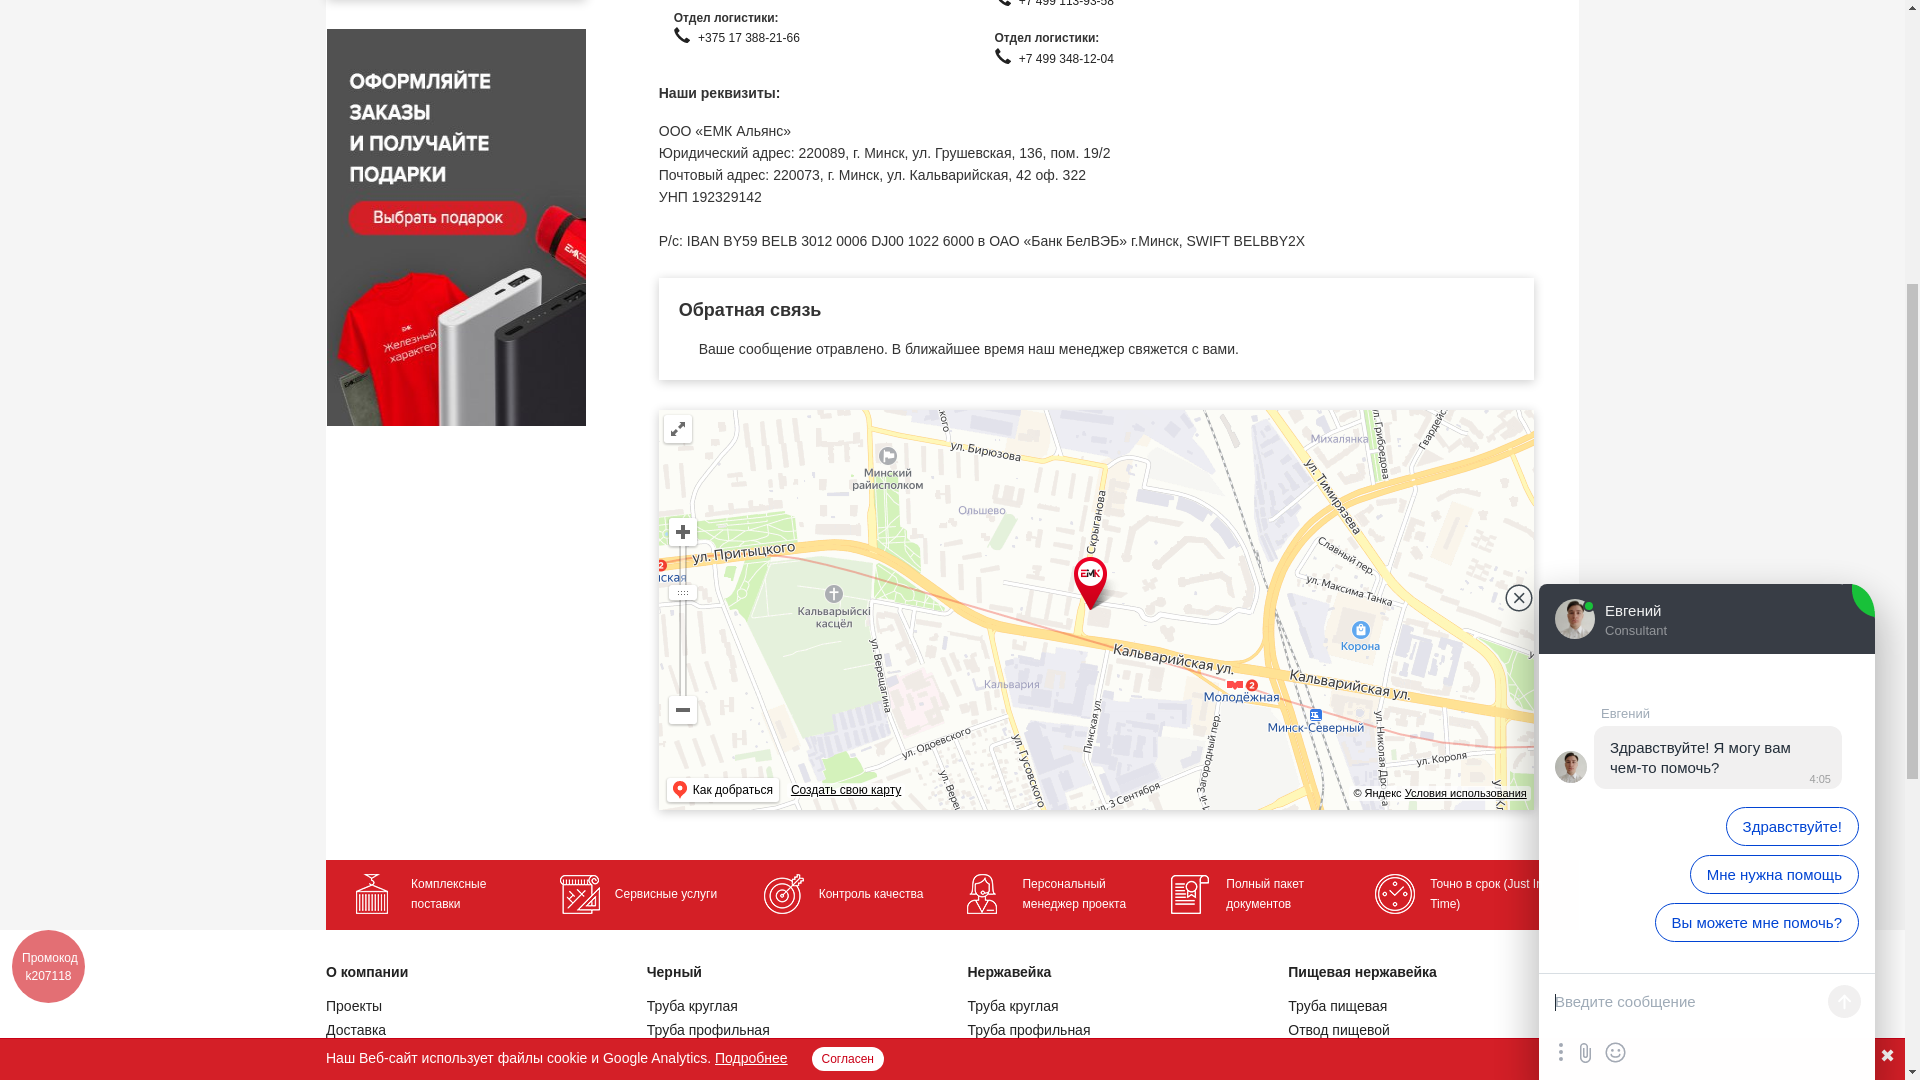 +7 499 113-93-58
Отдел логистики:
+375 17 388-21-66
Отдел логистики:
+7 499 348-12-04
ОФОРМЛЯЙТЕ
ЗАКАЗЫ
И ПОЛУЧАЙТЕ
ПОДАРКИ
Выбрать подарок
ЕМК
ЕМК
Железный
характер
Наши реквизиты:
ООО «ЕМК Альянс»
Юридический адрес: 220089, г. Минск, ул. Грушевская, 136, пом. 19/2
Почтовый адрес: 220073, г. Минск, ул. Кальварийская, 42 оф. 322
УНП 192329142
Р/с: IBAN BY59 BELB 3012 0006 DJ00 1022 6000 в ОАО «Банк БелВЭБ» г.Минск, SWIFT BELBBY2X
Обратная связь
Ваше сообщение отравлено. В ближайшее время наш менеджер свяжется с вами.
ул. Бирюзова
Минский
райисполком
Ольшево
Скрыганова
Михалянка
ул. Грибоедова
Гвардейс
ул. Тимирязева
Славный пер.
ул. Максима Танка
ул. Притыцкого
2
ская
Кальварыйскі
касцёл
ЕМК
Корона
ул. Верещагина
Кальвария
Кальварийская ул.
Кальварийская ул.
2
Молодёжная
Минск-Северный
Пинская ул.
ул. Одоевского
ул. Гусовского
Загородный пер.
ул. Короля
ул. 3 Сентября
Как добраться
Создать свою карту
© Яндекс Условия использования
Комплексные
поставки
Сервисные услуги
Контроль качества
Персональный
менеджер проекта
Полный пакет
документов
Точно в срок (Just In
Time)
Евгений
Consultant
Евгений
Здравствуйте! Я могу вам
чем-то помочь?
4:05
Здравствуйте!
Мне нужна помощь
Вы можете мне помочь?
Введите сообщение
Промокод
k207118
О компании
Проекты
Доставка
Черный
Труба круглая
Труба профильная
Нержавейка
Труба круглая
Труба профильная
Пищевая нержавейка
Труба пищевая
Отвод пищевой
Наш Веб-сайт использует файлы cookie и Google Analytics. Подробнее
Согласен